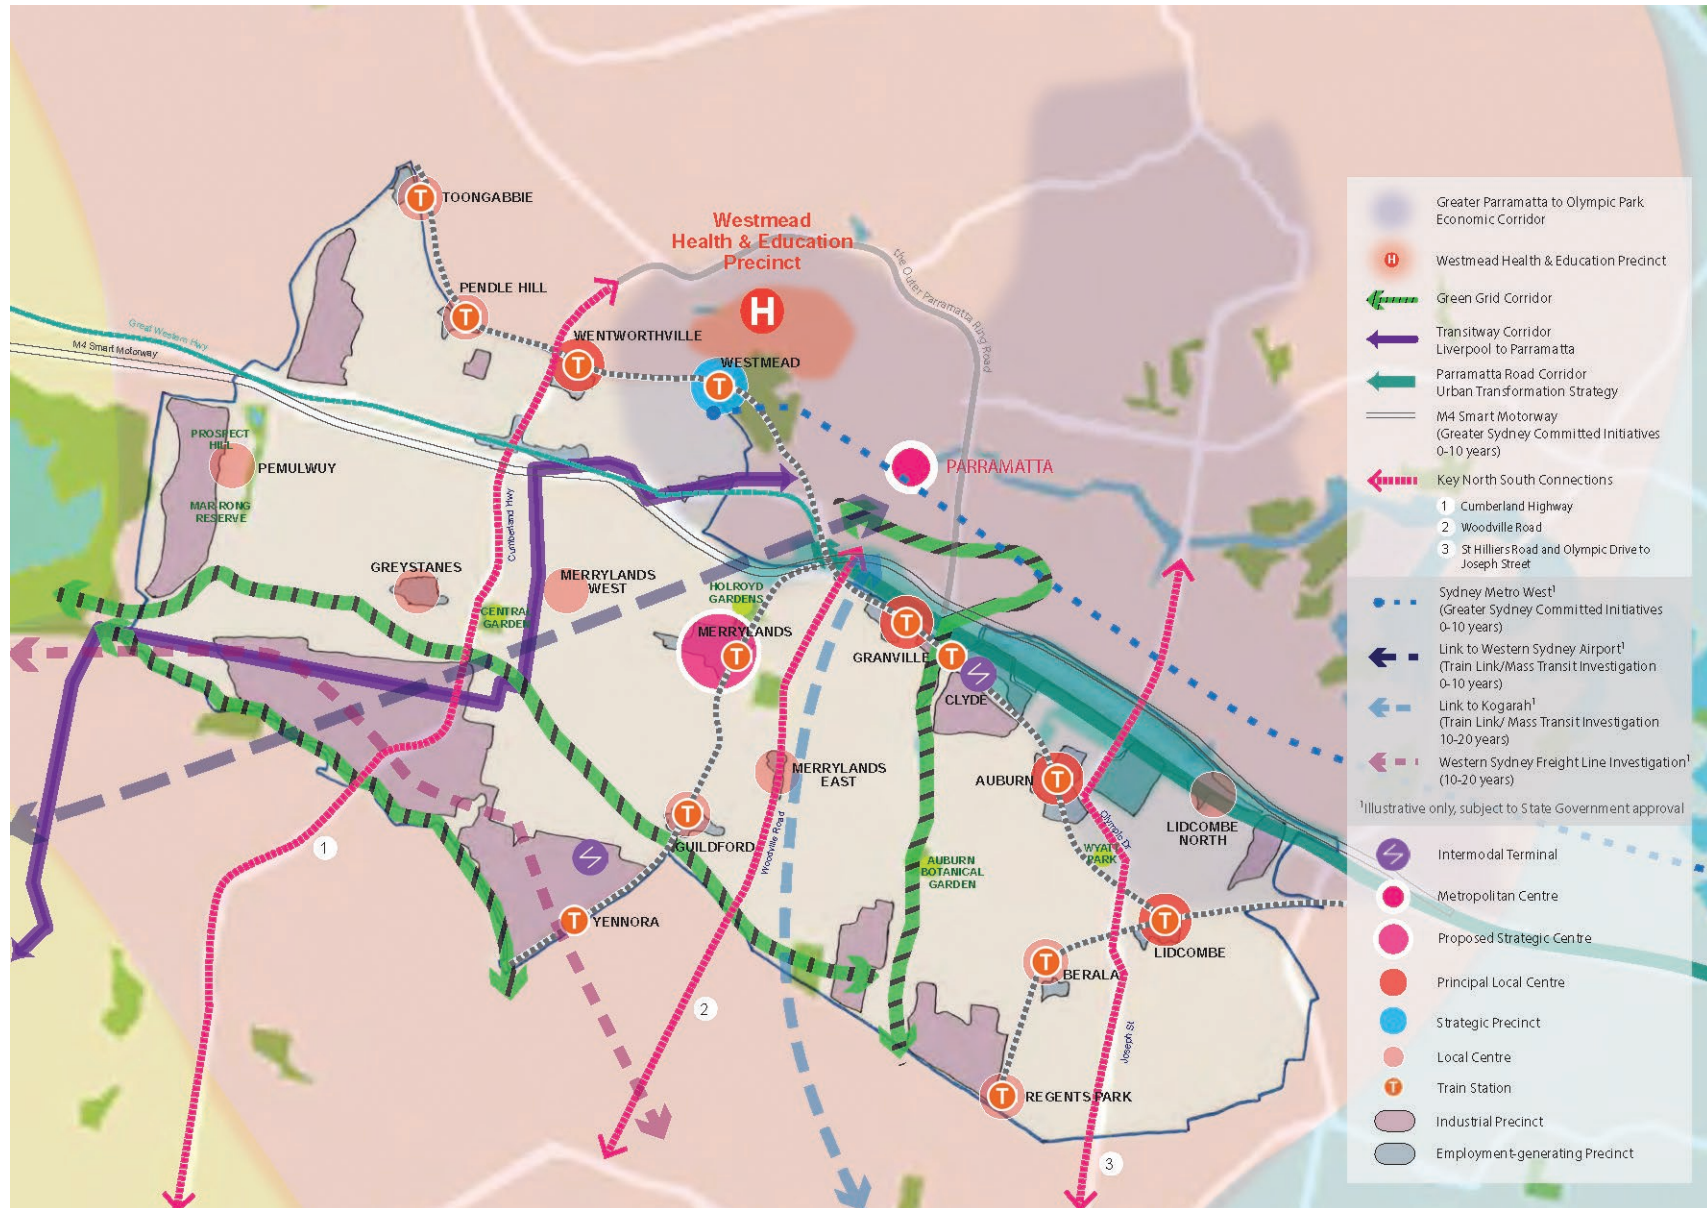 TOONGABBIE
Westmead
Health & Education
Precinct
the Outer Parramatta Ring Road
PENDLE HILL
H
WENTWORTHVILLE
WESTMEAD
Great Western Hwy
M4 Smart Motorway
PROSPECT
HILL
PEMULWUY
MARRONG
RESERVE
PARRAMATTA
Cumberland Hwy
GREYSTANES
MERRYLANDS
WEST
CENTRAL
GARDEN
HOLROYD
GARDENS
MERRYLANDS
GRANVILLE
CLYDE
MERRYLANDS
EAST
AUBURN
Olympic Dr
LIDCOMBE
NORTH
WYATT
PARK
GUILDFORD
Woodville Road
AUBURN
BOTANICAL
GARDEN
YENNORA
LIDCOMBE
BERALA
Joseph St
REGENTS PARK
1
2
3
T
T
T
T
T
T
T
T
T
T
T
T
T
Greater Parramatta to Olympic Park
Economic Corridor
H
Westmead Health & Education Precinct
Green Grid Corridor
Transitway Corridor
Liverpool to Parramatta
Parramatta Road Corridor
Urban Transformation Strategy
M4 Smart Motorway
(Greater Sydney Committed Initiatives
0-10 years)
Key North South Connections
1 Cumberland Highway
2 Woodville Road
3 St Hilliers Road and Olympic Drive to
Joseph Street
Sydney Metro West¹
(Greater Sydney Committed Initiatives
0-10 years)
Link to Western Sydney Airport¹
(Train Link/Mass Transit Investigation
0-10 years)
Link to Kogarah¹
(Train Link/ Mass Transit Investigation
10-20 years)
Western Sydney Freight Line Investigation¹
(10-20 years)
¹Illustrative only, subject to State Government approval
Intermodal Terminal
Metropolitan Centre
Proposed Strategic Centre
Principal Local Centre
Strategic Precinct
Local Centre
T Train Station
Industrial Precinct
Employment-generating Precinct